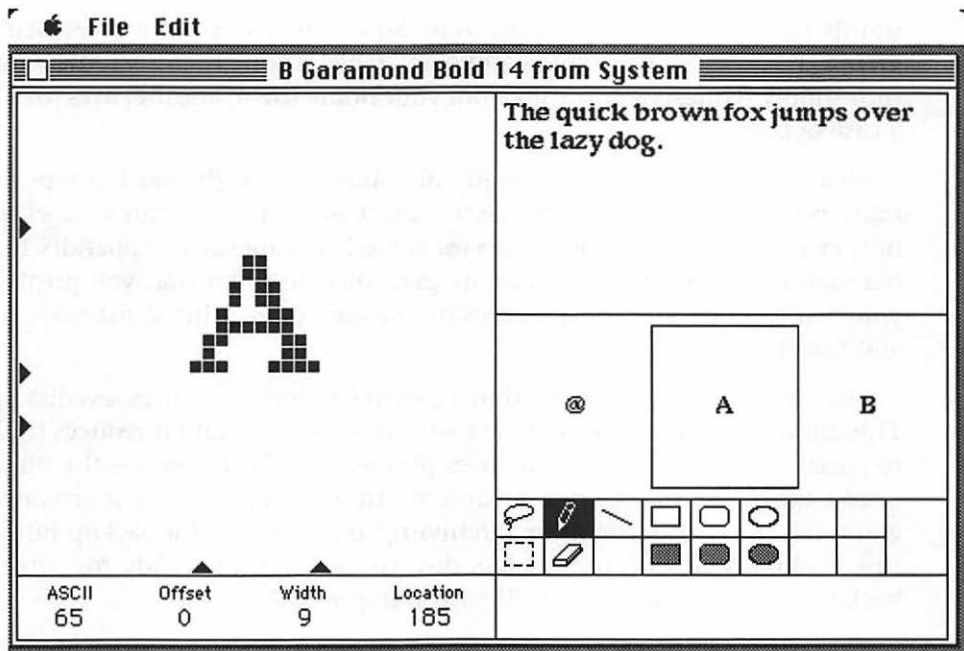 File Edit
B Garamond Bold 14 from System
The quick brown fox jumps over
the lazy dog.
A
@ A B
ASCII Offset Width Location
65 0 9 185